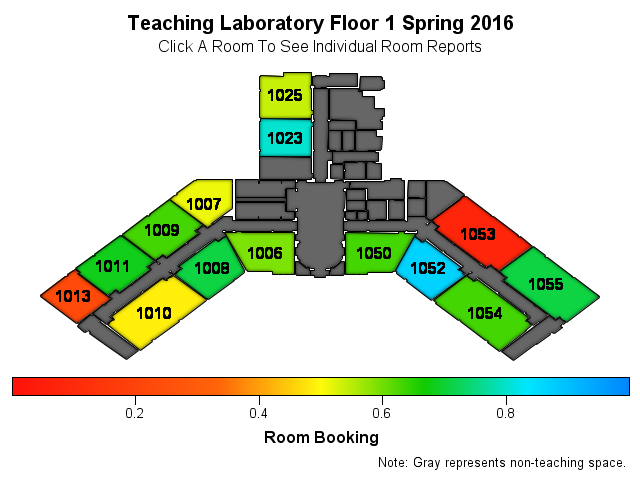 Teaching Laboratory Floor 1 Spring 2016
Click A Room To See Individual Room Reports
1025
1023
1007
1009
1053
1006
1050
1011
1008
1052
1055
1013
1010
1054
0.2 0.4 0.6 0.8
Room Booking
Note: Gray represents non-teaching space.